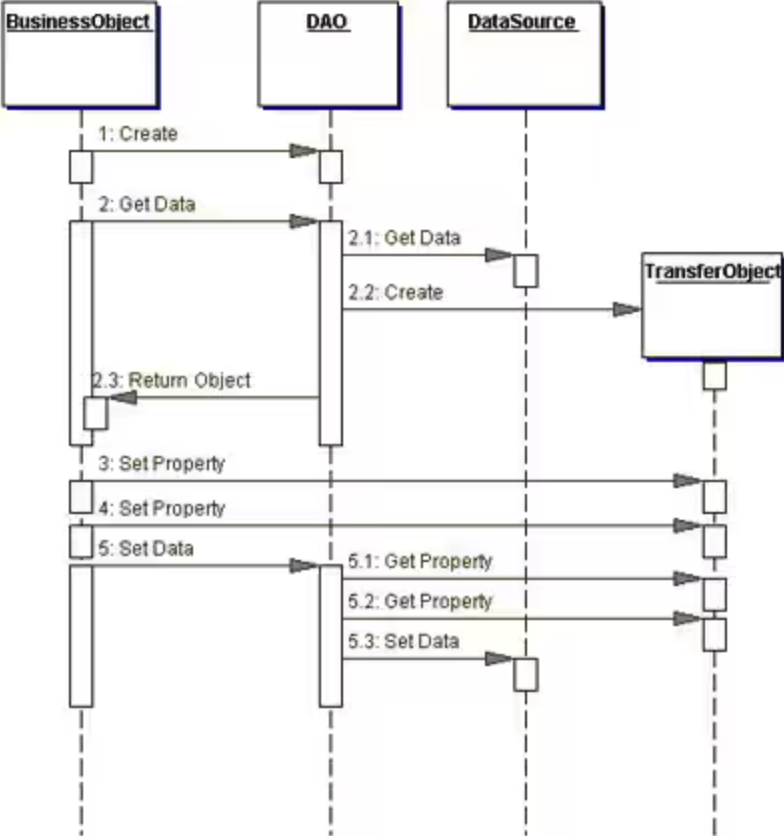 BusinessObject
DAO
DataSource
1: Create
2: Get Data
2.1: Get Data
TransferObject
2.2: Create
2.3: Return Object
3: Set Property
4: Set Property
5: Set Data
5.1: Get Property
5.2: Get Property
5.3: Set Data